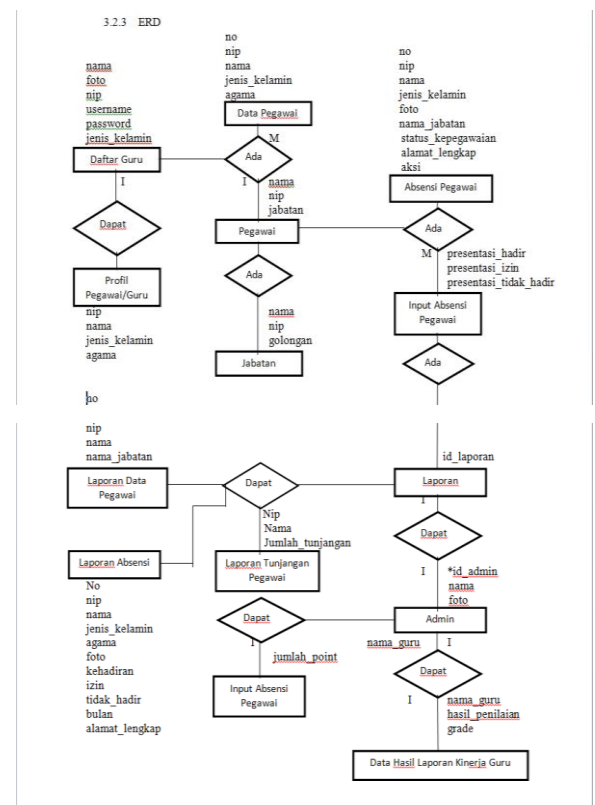 3.2.3 ERD
no
nip
nama
jenis_kelamin
agama
Data Pegawai
nama
foto
nip
username
password
jenis_kelamin
Daftar Guru
no
nip
nama
jenis_kelamin
foto
nama_jabatan
status_kepegawaian
alamat_lengkap
aksi
Absensi Pegawai
M
Ada
I
I
nama
nip
jabatan
Pegawai
Dapat
Ada
Profil
Pegawai/Guru
nip
nama
jenis_kelamin
agama
Ada
M
presentasi_hadir
presentasi_izin
presentasi_tidak_hadir
Input Absensi
Pegawai
nama
nip
golongan
Jabatan
Ada
no
nip
nama
nama_jabatan
Laporan Data
Pegawai
Dapat
id_laporan
Laporan
I
Nip
Nama
Jumlah_tunjangan
Laporan Tunjangan
Pegawai
Laporan Absensi
No
nip
nama
jenis_kelamin
agama
foto
kehadiran
izin
tidak_hadir
bulan
alamat_lengkap
Dapat
I
*id_admin
nama
foto
Admin
Dapat
I
jumlah_point
Input Absensi
Pegawai
nama_guru
I
Dapat
I
nama_guru
hasil_penilaian
grade
Data Hasil Laporan Kinerja Guru